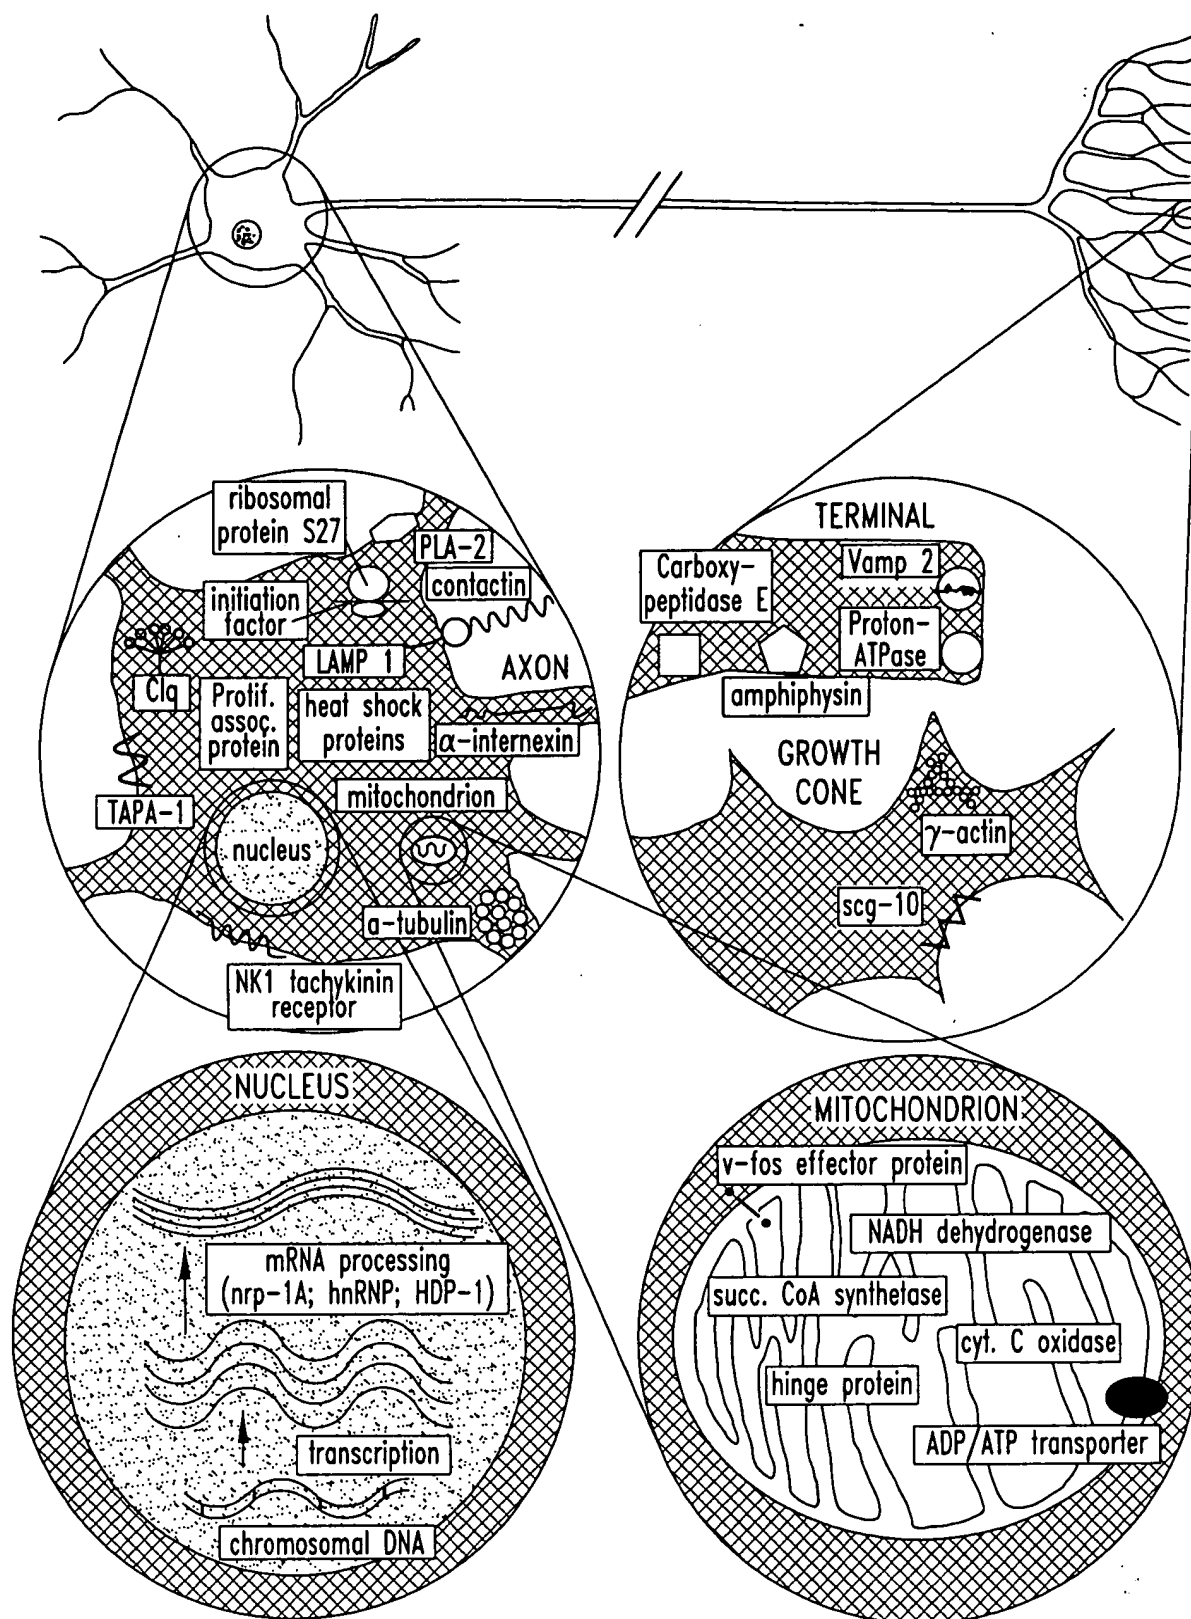 ribosomal
protein S27
PLA-2
contactin
initiation
factor
LAMP 1
AXON
Clq
Prolif.
assoc.
protein
heat shock
proteins
α-internexin
TAPA-1
mitochondrion
nucleus
α-tubulin
NK1 tachykinin
receptor
TERMINAL
Carboxy-
peptidase E
Vamp 2
Proton-
ATPase
amphiphysin
GROWTH
CONE
γ-actin
scg-10
NUCLEUS
mRNA processing
(nrp-1A; hnRNP; HDP-1)
transcription
chromosomal DNA
MITOCHONDRION
v-fos effector protein
NADH dehydrogenase
succ. CoA synthetase
cyt. C oxidase
hinge protein
ADP/ATP transporter